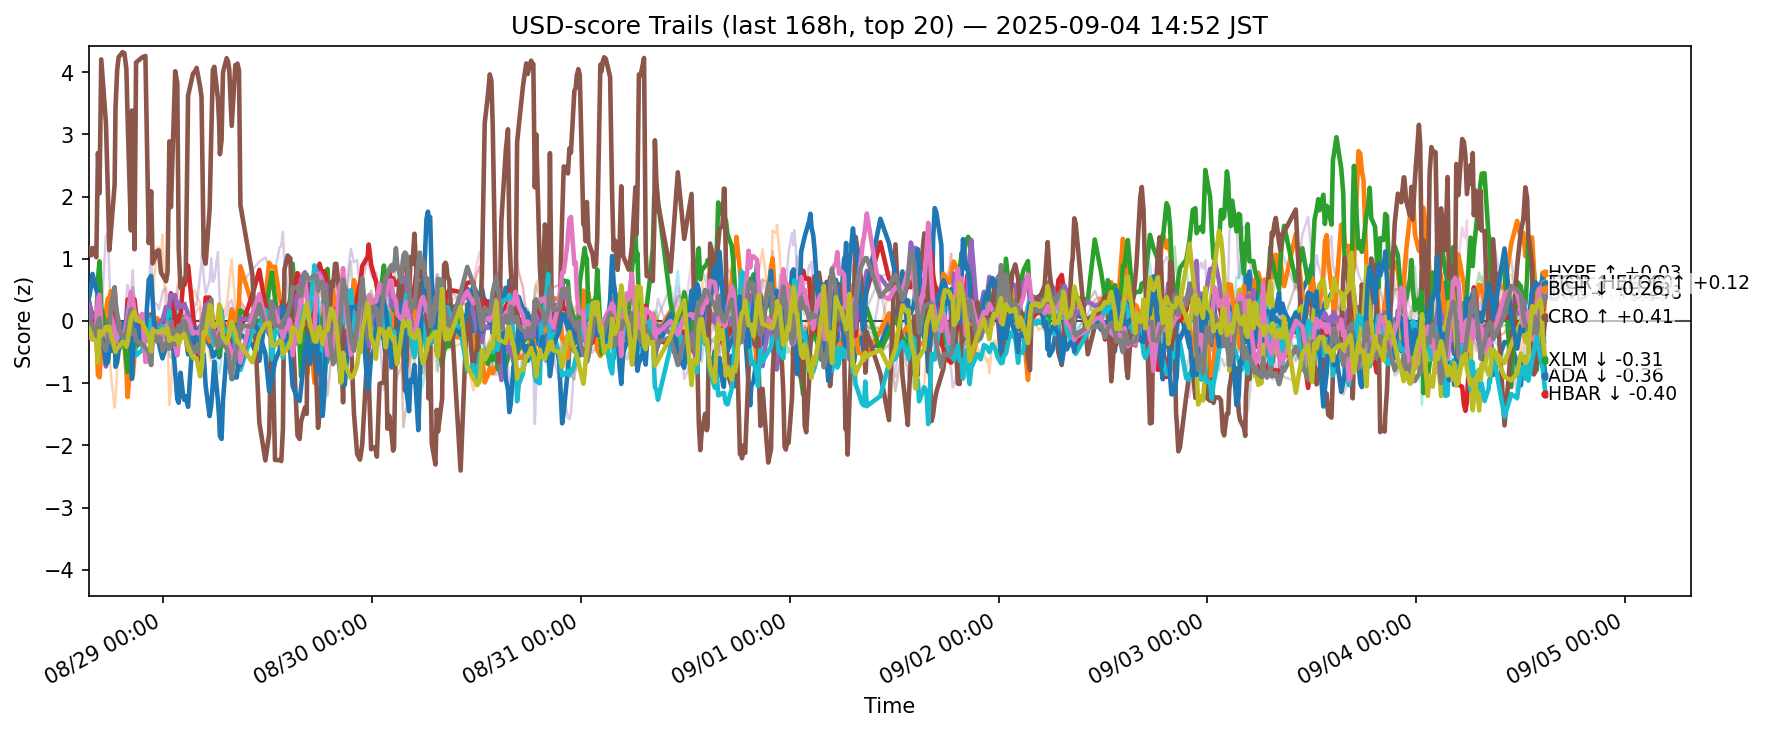 USD-score Trails (last 168h, top 20) — 2025-09-04 14:52 JST
Score (z)
4
3
2
1
0
−1
−2
−3
−4
HYPE ↑ +0.03
+0.12
BCH ↓ -0.26
CRO ↑ +0.41
XLM ↓ -0.31
ADA ↓ -0.36
HBAR ↓ -0.40
08/29 00:00
08/30 00:00
08/31 00:00
09/01 00:00
09/02 00:00
09/03 00:00
09/04 00:00
09/05 00:00
Time